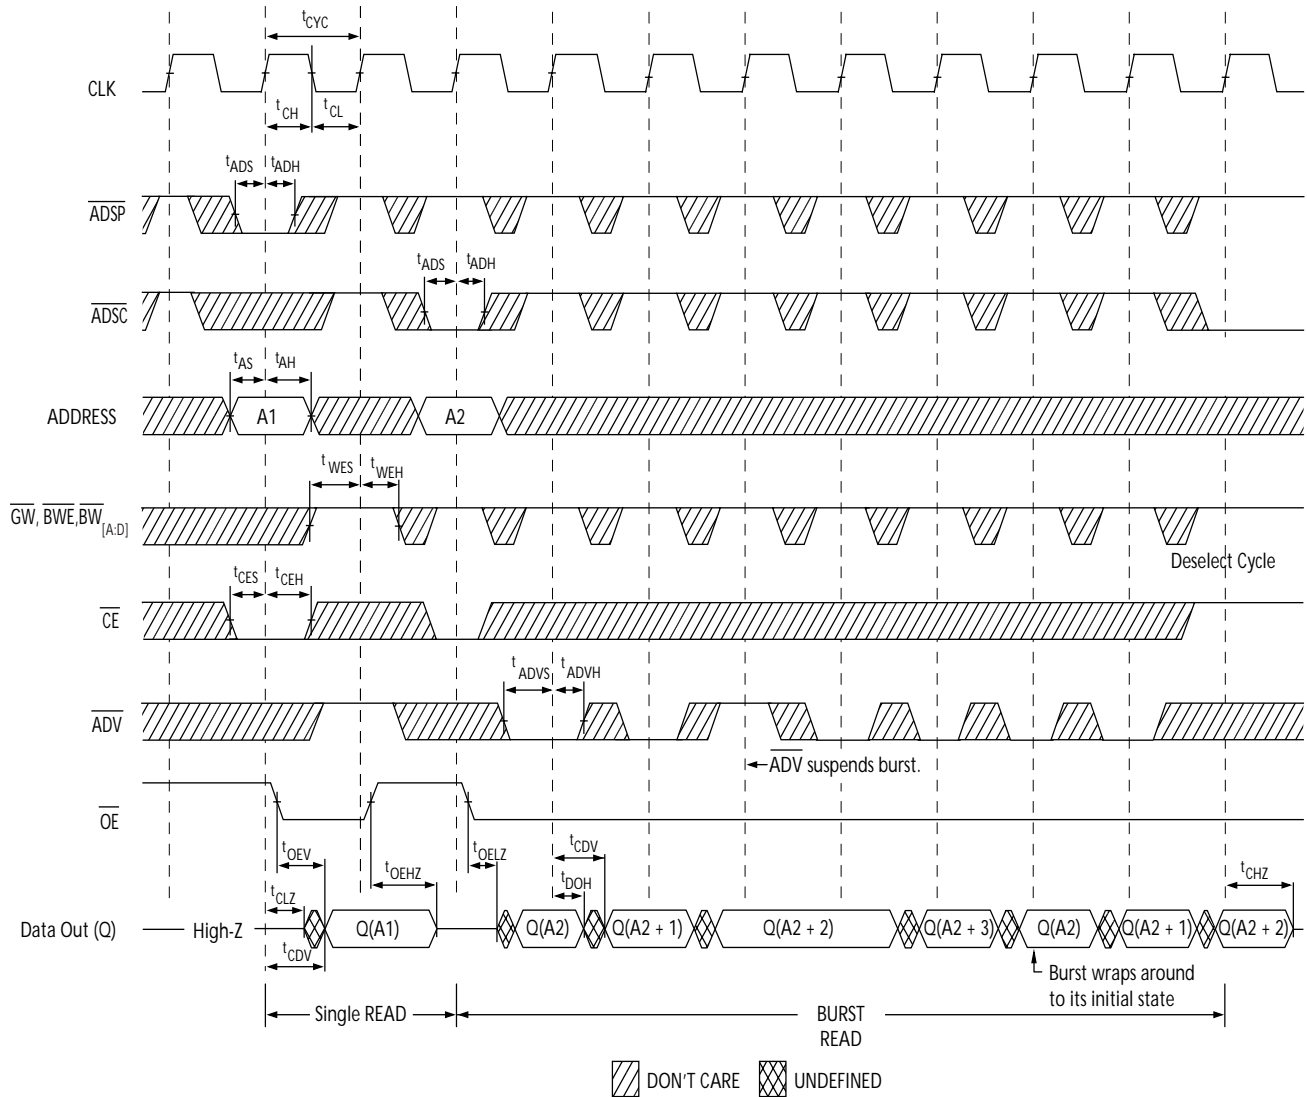 tCYC
CLK
tCH
tCL
tADS
tADH
ADSP
tADS
tADH
ADSC
tAS
tAH
ADDRESS
A1
A2
tWES
tWEH
GW, BWE,BW[A:D]
Deselect Cycle
tCES
tCEH
CE
tADVS
tADVH
ADV
ADV suspends burst.
OE
tOEV
tOEHZ
tOELZ
tCDV
tCHZ
tCLZ
tDOH
Data Out (Q)
High-Z
Q(A1)
Q(A2)
Q(A2 + 1)
Q(A2 + 2)
Q(A2 + 3)
Q(A2)
Q(A2 + 1)
Q(A2 + 2)
tCDV
Burst wraps around
to its initial state
Single READ
BURST
READ
DON'T CARE
UNDEFINED